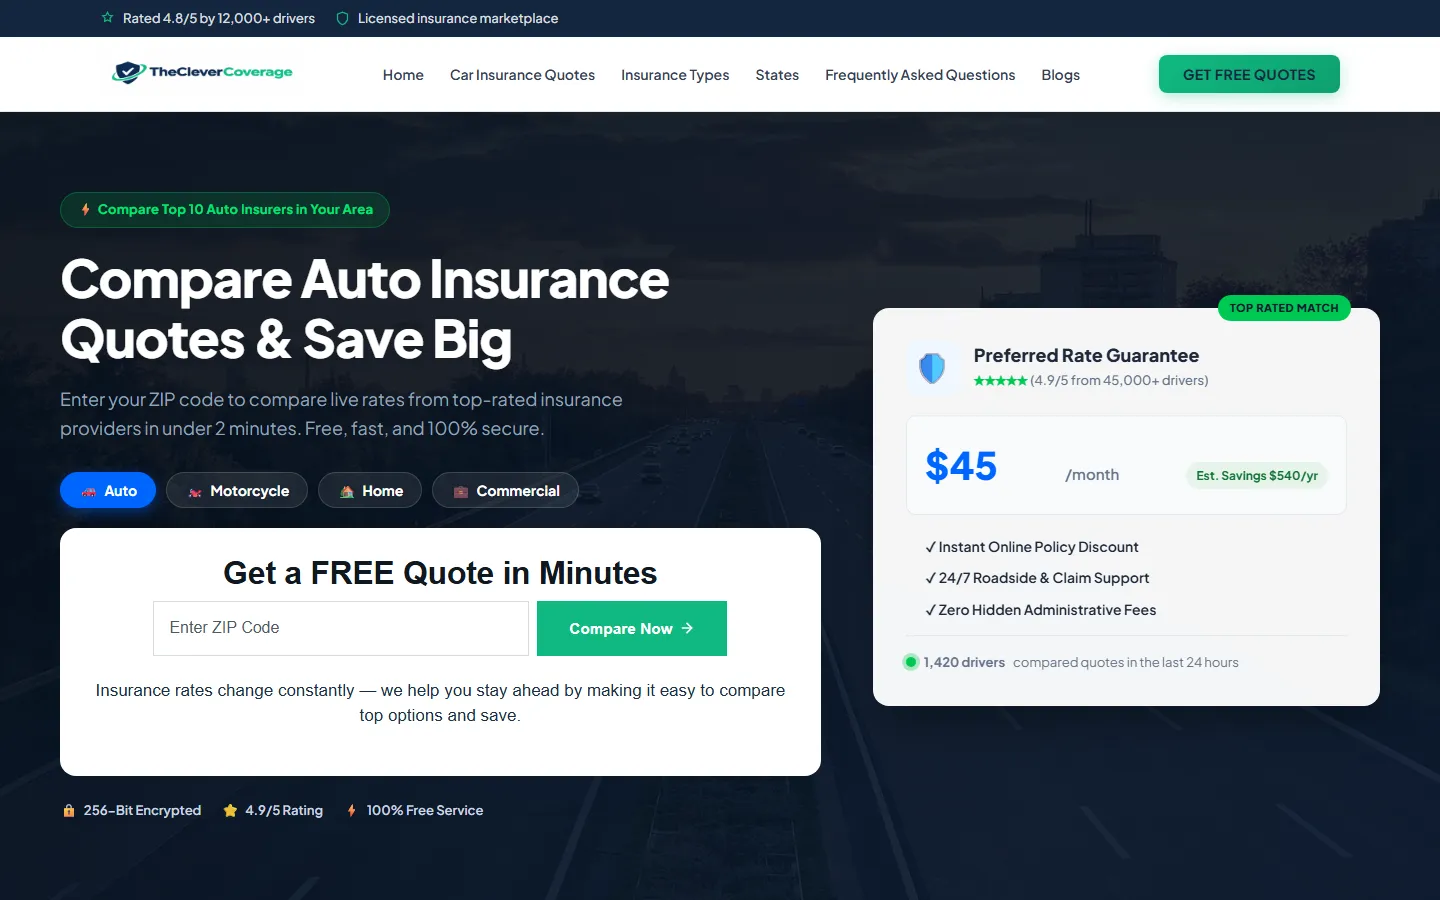 Rated 4.8/5 by 12,000+ drivers
Licensed insurance marketplace
TheCleverCoverage
Home
Car Insurance Quotes
Insurance Types
States
Frequently Asked Questions
Blogs
GET FREE QUOTES
Compare Top 10 Auto Insurers in Your Area
Compare Auto Insurance
Quotes & Save Big
Enter your ZIP code to compare live rates from top-rated insurance
providers in under 2 minutes. Free, fast, and 100% secure.
Auto
Motorcycle
Home
Commercial
Get a FREE Quote in Minutes
Enter ZIP Code
Compare Now →
Insurance rates change constantly — we help you stay ahead by making it easy to compare
top options and save.
256-Bit Encrypted
4.9/5 Rating
100% Free Service
TOP RATED MATCH
Preferred Rate Guarantee
★★★★★ (4.9/5 from 45,000+ drivers)
$45
/month
Est. Savings $540/yr
✓ Instant Online Policy Discount
✓ 24/7 Roadside & Claim Support
✓ Zero Hidden Administrative Fees
1,420 drivers compared quotes in the last 24 hours